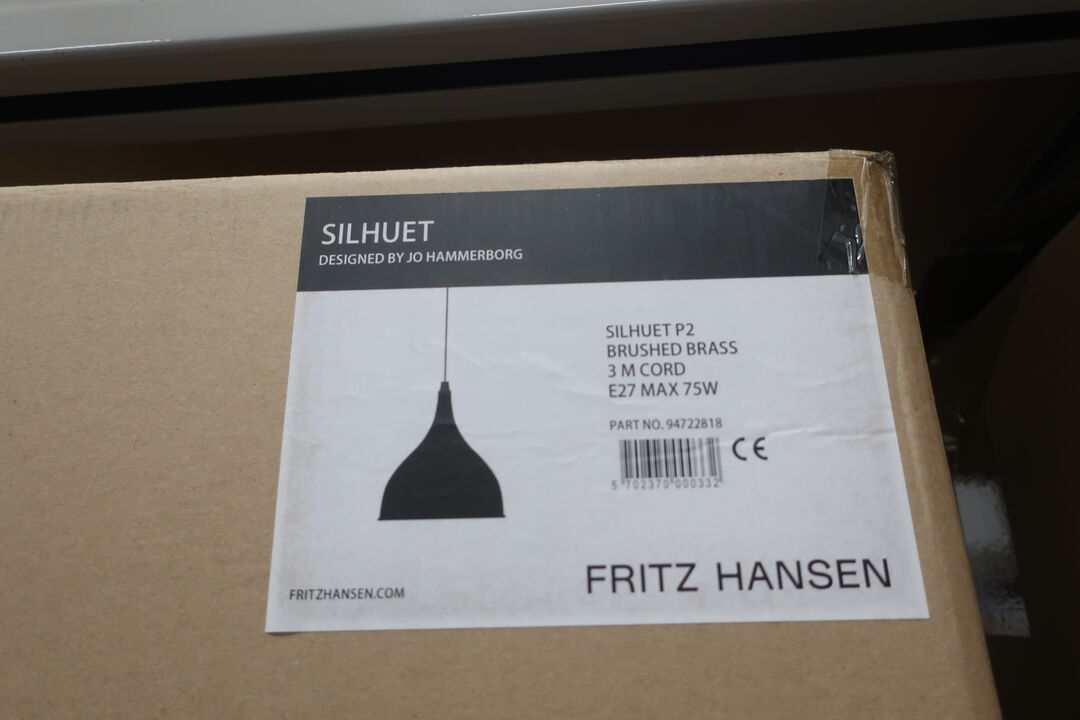 SILHUET
DESIGNED BY JO HAMMERBORG
SILHUET P2
BRUSHED BRASS
3 M CORD
E27 MAX 75W
PART NO. 94722818
CE
5 702370 000332
FRITZHANSEN.COM
FRITZ HANSEN